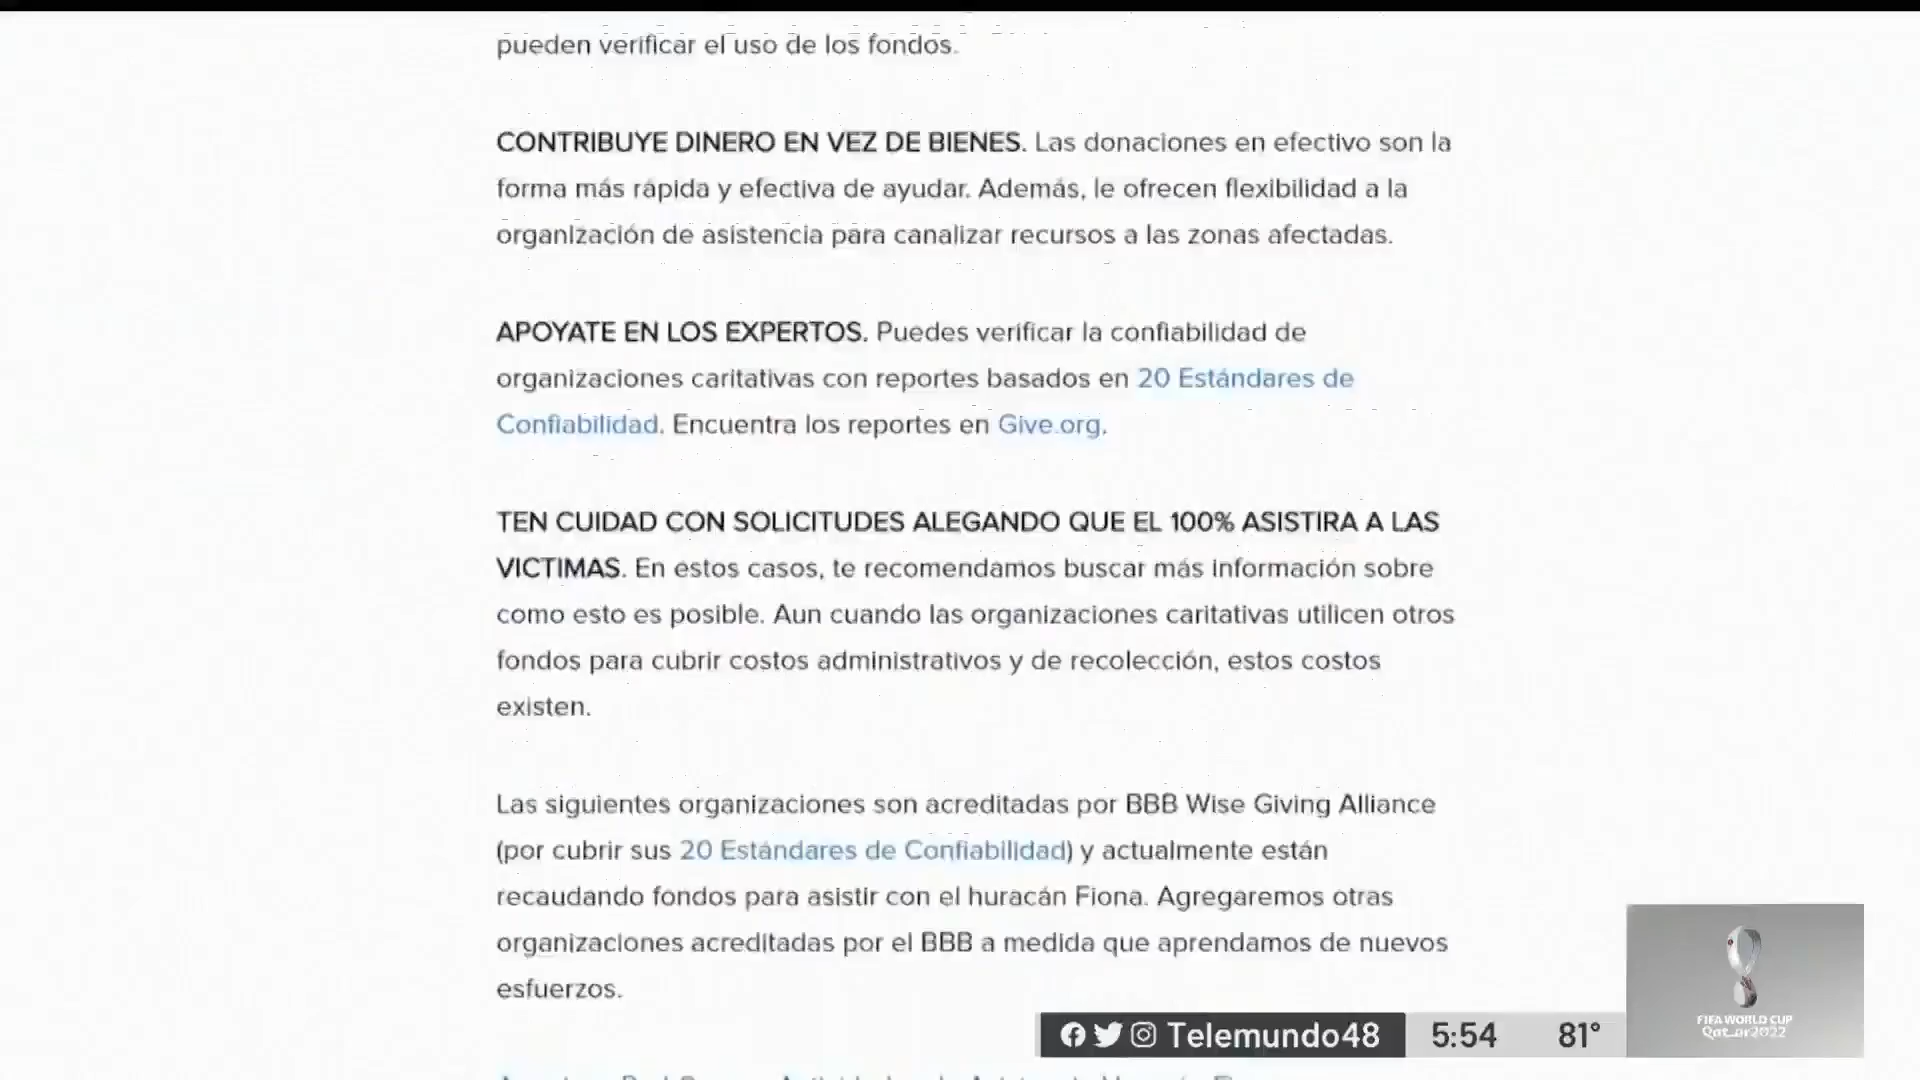 pueden verificar el uso de los fondos.
CONTRIBUYE DINERO EN VEZ DE BIENES. Las donaciones en efectivo son la
forma más rápida y efectiva de ayudar. Además, le ofrecen flexibilidad a la
organización de asistencia para canalizar recursos a las zonas afectadas.
APOYATE EN LOS EXPERTOS. Puedes verificar la confiabilidad de
organizaciones caritativas con reportes basados en 20 Estándares de
Confiabilidad. Encuentra los reportes en Give.org.
TEN CUIDAD CON SOLICITUDES ALEGANDO QUE EL 100% ASISTIRA A LAS
VICTIMAS. En estos casos, te recomendamos buscar más información sobre
como esto es posible. Aun cuando las organizaciones caritativas utilicen otros
fondos para cubrir costos administrativos y de recolección, estos costos
existen.
Las siguientes organizaciones son acreditadas por BBB Wise Giving Alliance
(por cubrir sus 20 Estándares de Confiabilidad) y actualmente están
recaudando fondos para asistir con el huracán Fiona. Agregaremos otras
organizaciones acreditadas por el BBB a medida que aprendamos de nuevos
esfuerzos.
Telemundo48 5:54 81°
FIFA WORLD CUP
Qatar2022